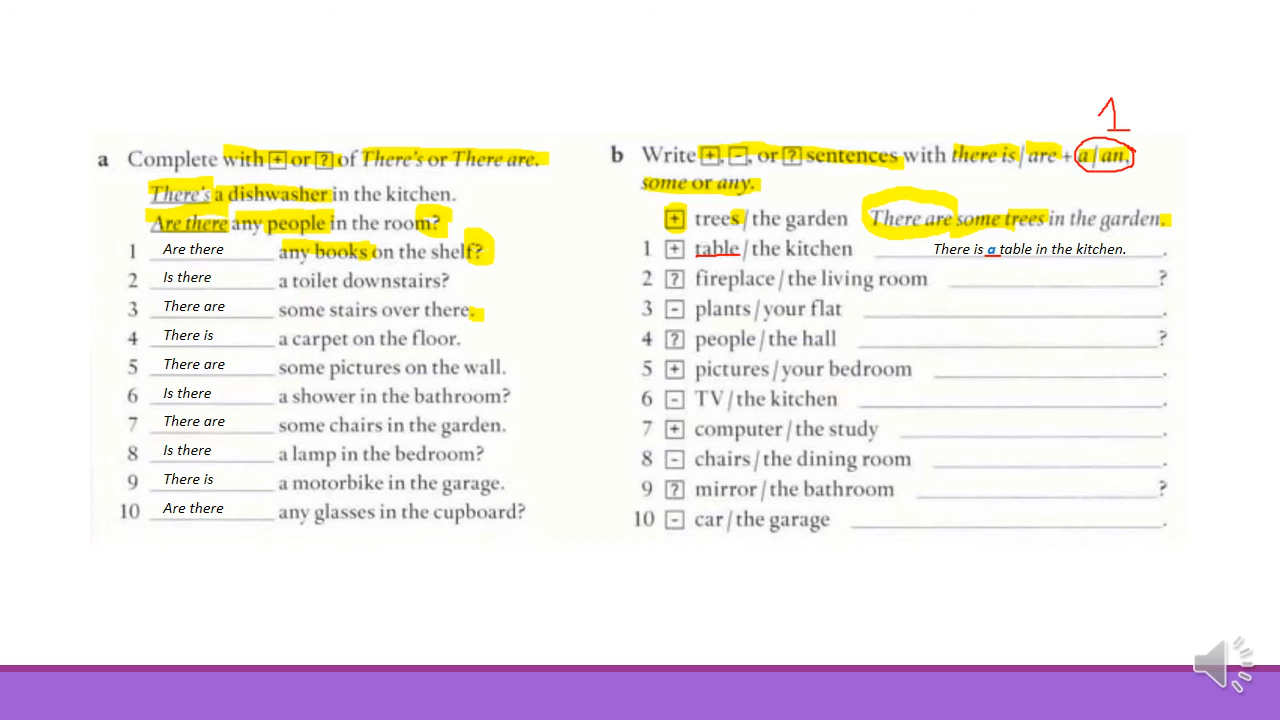 1
a Complete with + or ? of There's or There are.
There's a dishwasher in the kitchen.
Are there any people in the room?
1 Are there any books on the shelf?
2 Is there a toilet downstairs?
3 There are some stairs over there.
4 There is a carpet on the floor.
5 There are some pictures on the wall.
6 Is there a shower in the bathroom?
7 There are some chairs in the garden.
8 Is there a lamp in the bedroom?
9 There is a motorbike in the garage.
10 Are there any glasses in the cupboard?
b Write +, -, or ? sentences with there is / are + a / an,
some or any.
+ trees / the garden There are some trees in the garden.
1 + table / the kitchen There is a table in the kitchen. .
2 ? fireplace / the living room ?
3 - plants / your flat .
4 ? people / the hall ?
5 + pictures / your bedroom .
6 - TV / the kitchen .
7 + computer / the study .
8 - chairs / the dining room .
9 ? mirror / the bathroom ?
10 - car / the garage .